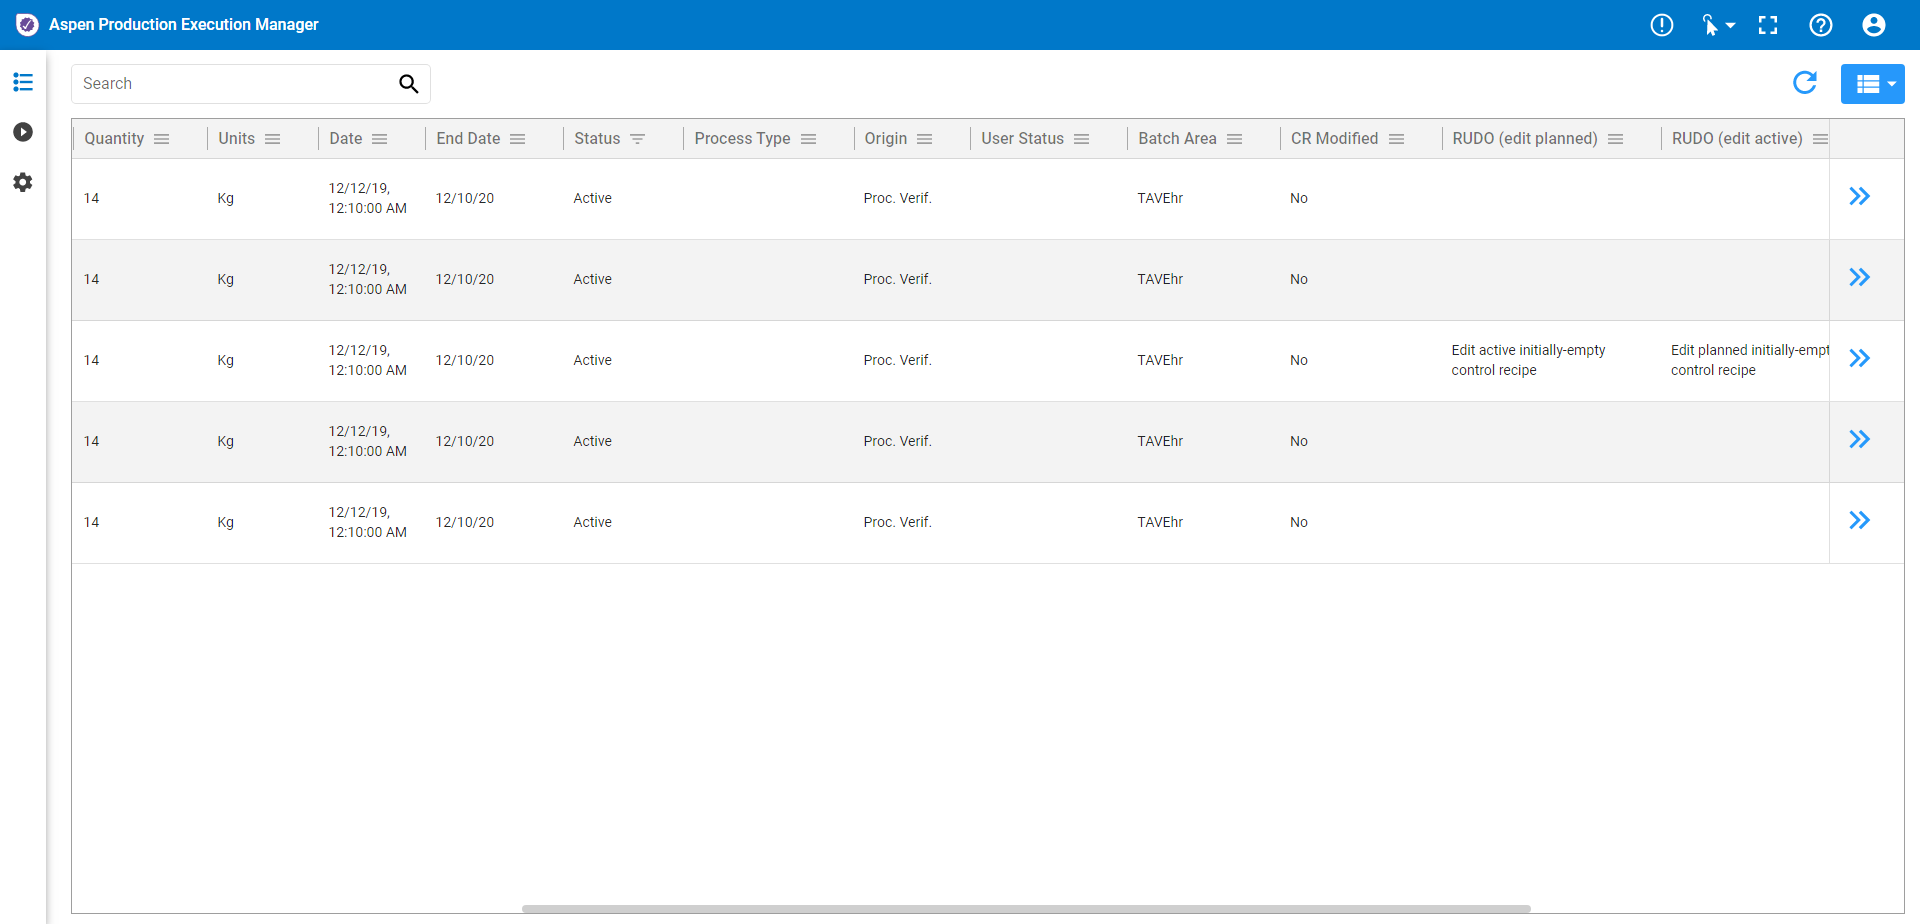 Aspen Production Execution Manager
Search
Quantity Units Date End Date Status Process Type Origin User Status Batch Area CR Modified RUDO (edit planned) RUDO (edit active)
14 Kg 12/12/19, 12:10:00 AM 12/10/20 Active Proc. Verif. TAVEhr No
14 Kg 12/12/19, 12:10:00 AM 12/10/20 Active Proc. Verif. TAVEhr No
14 Kg 12/12/19, 12:10:00 AM 12/10/20 Active Proc. Verif. TAVEhr No Edit active initially-empty control recipe Edit planned initially-empt control recipe
14 Kg 12/12/19, 12:10:00 AM 12/10/20 Active Proc. Verif. TAVEhr No
14 Kg 12/12/19, 12:10:00 AM 12/10/20 Active Proc. Verif. TAVEhr No